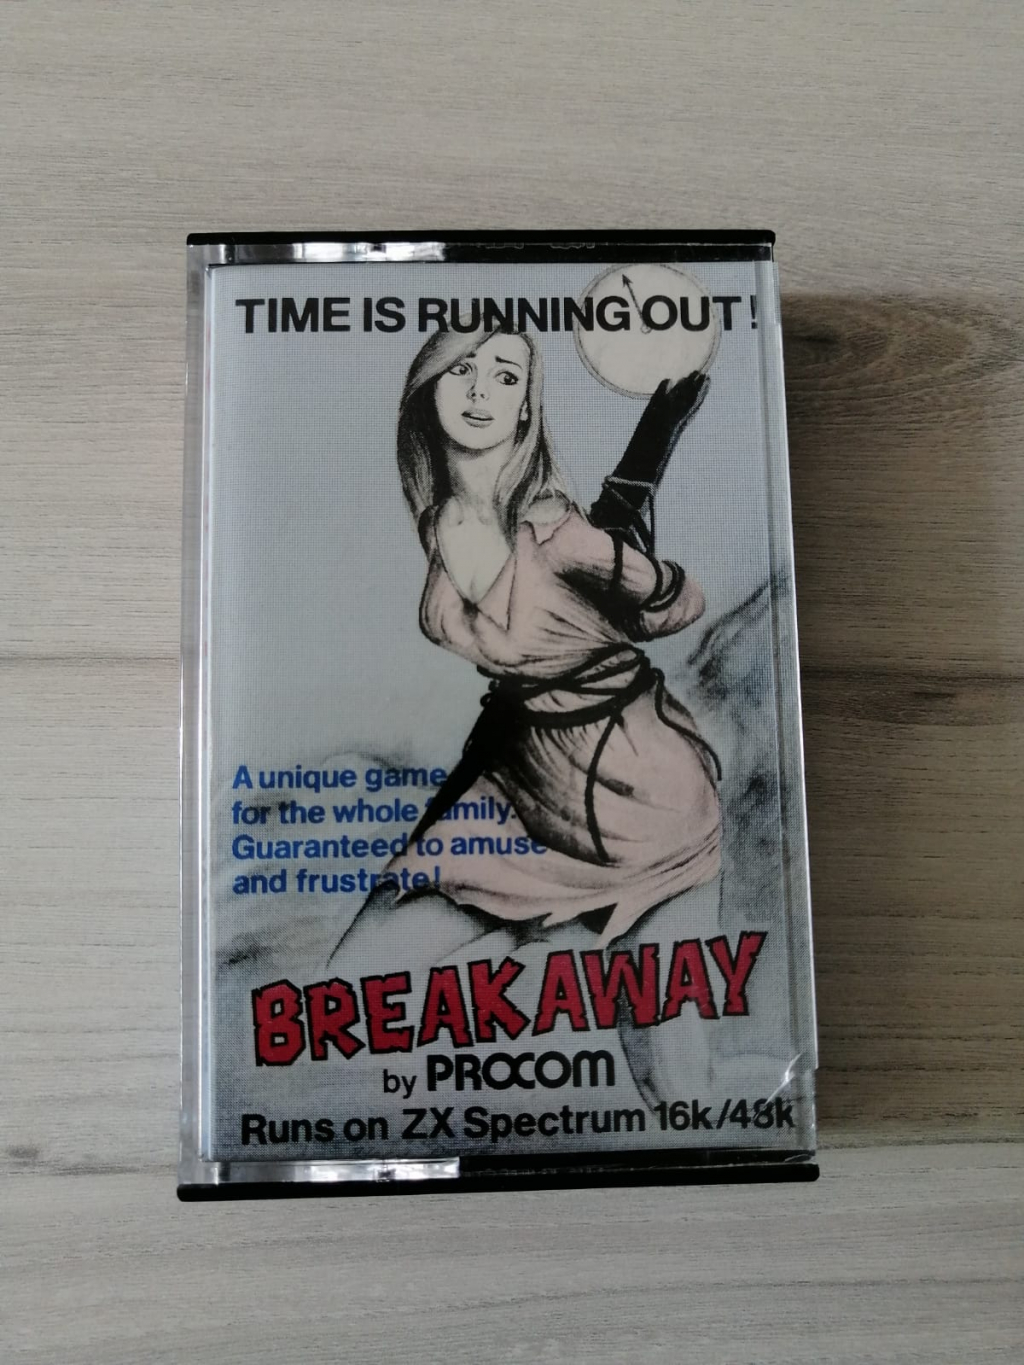 TIME IS RUNNING OUT!
A unique game
for the whole family.
Guaranteed to amuse
and frustrate!
BREAKAWAY
by PROCOM
Runs on ZX Spectrum 16k/48k